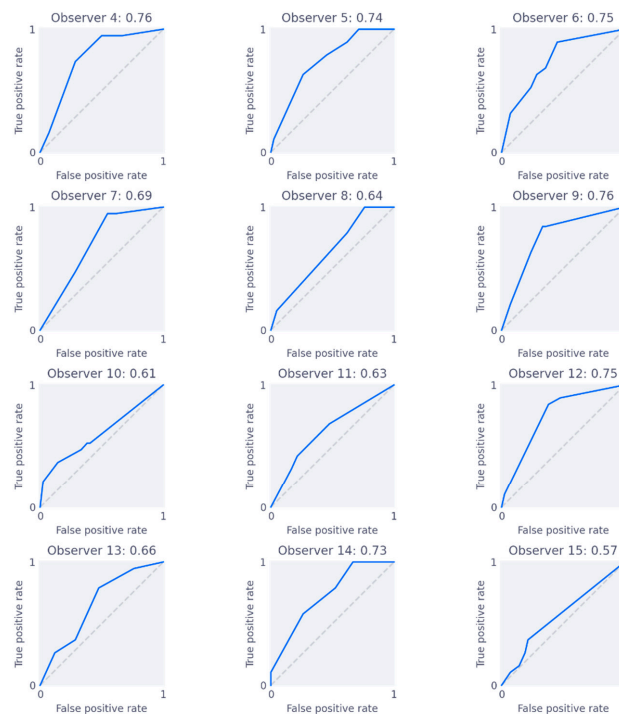 Observer 4: 0.76
Observer 5: 0.74
Observer 6: 0.75
1
True positive rate
0
0
1
False positive rate
1
True positive rate
0
0
1
False positive rate
1
True positive rate
0
0
False positive rate
Observer 7: 0.69
Observer 8: 0.64
Observer 9: 0.76
1
True positive rate
0
0
1
False positive rate
1
True positive rate
0
0
1
False positive rate
1
True positive rate
0
0
False positive rate
Observer 10: 0.61
Observer 11: 0.63
Observer 12: 0.75
1
True positive rate
0
0
1
False positive rate
1
True positive rate
0
0
1
False positive rate
1
True positive rate
0
0
False positive rate
Observer 13: 0.66
Observer 14: 0.73
Observer 15: 0.57
1
True positive rate
0
0
1
False positive rate
1
True positive rate
0
0
1
False positive rate
1
True positive rate
0
0
False positive rate